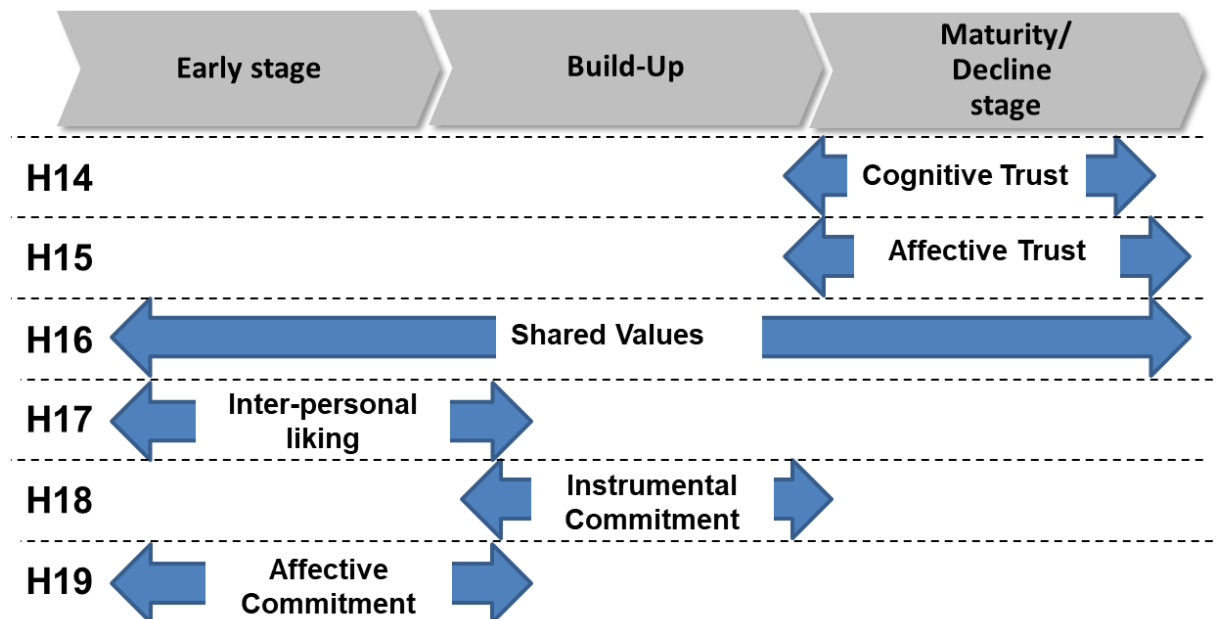 Early stage
Build-Up
Maturity/
Decline
stage
H14
Cognitive Trust
H15
Affective Trust
H16
Shared Values
H17
Inter-personal
liking
H18
Instrumental
Commitment
H19
Affective
Commitment